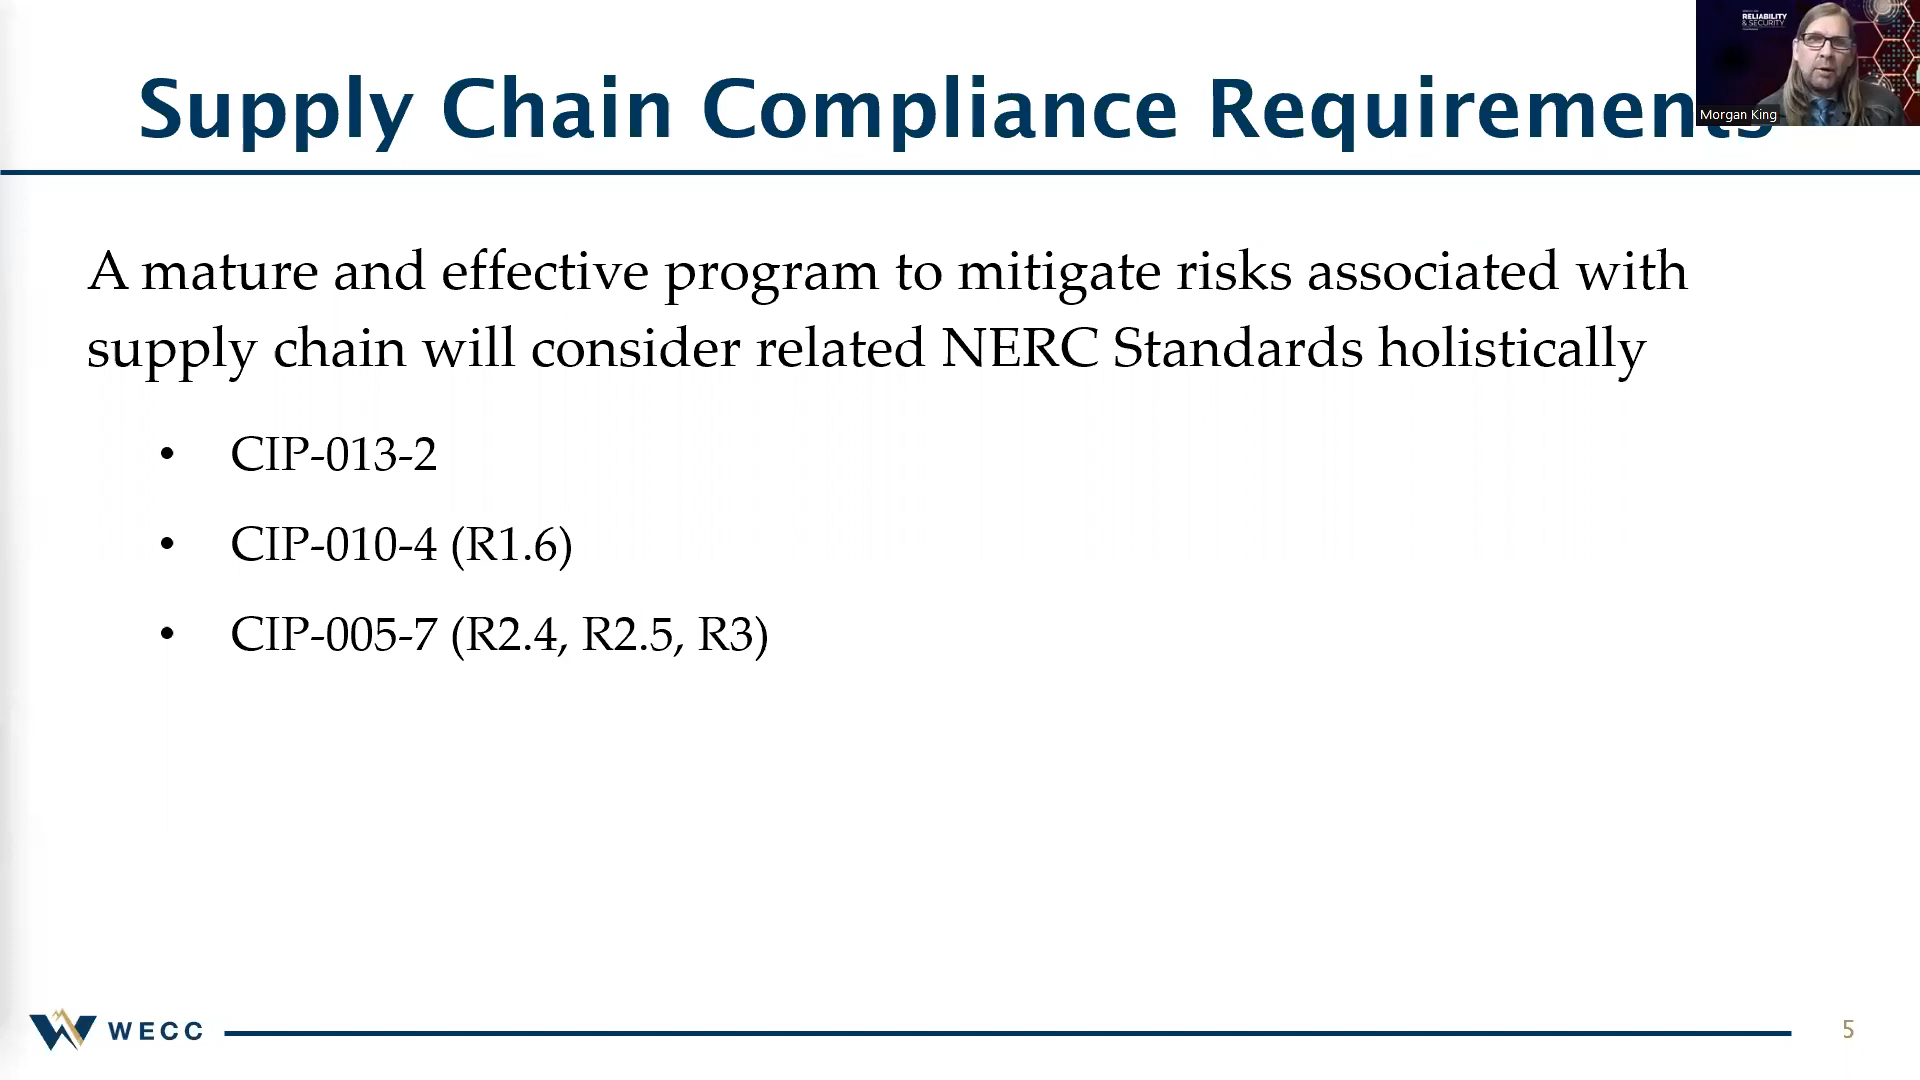 Supply Chain Compliance Requirements
RELIABILITY
& SECURITY
Morgan King
A mature and effective program to mitigate risks associated with
supply chain will consider related NERC Standards holistically
• CIP-013-2
• CIP-010-4 (R1.6)
• CIP-005-7 (R2.4, R2.5, R3)
WECC
5